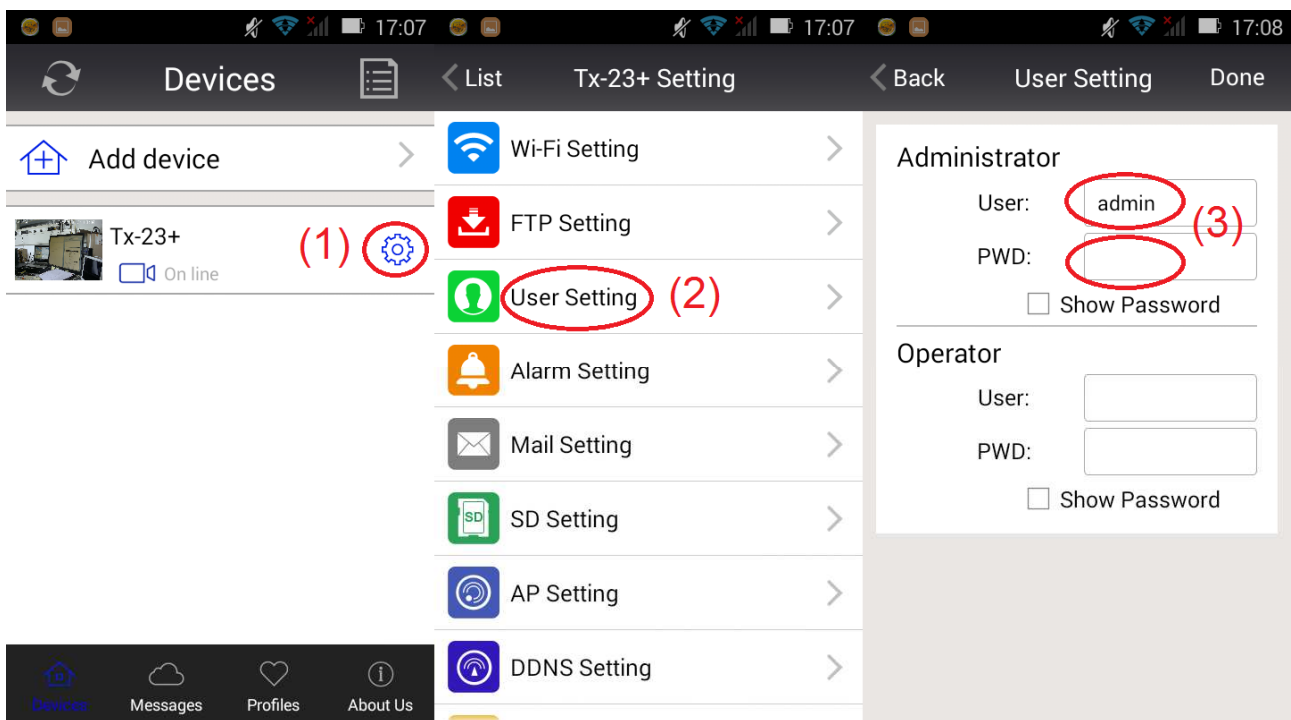 17:07
Devices
Add device
Tx-23+
On line
(1)
Devices
Messages
Profiles
About Us
17:07
List
Tx-23+ Setting
Wi-Fi Setting
FTP Setting
User Setting
(2)
Alarm Setting
Mail Setting
SD
SD Setting
AP Setting
DDNS Setting
17:08
Back
User Setting
Done
Administrator
User:
admin
(3)
PWD:
Show Password
Operator
User:
PWD:
Show Password